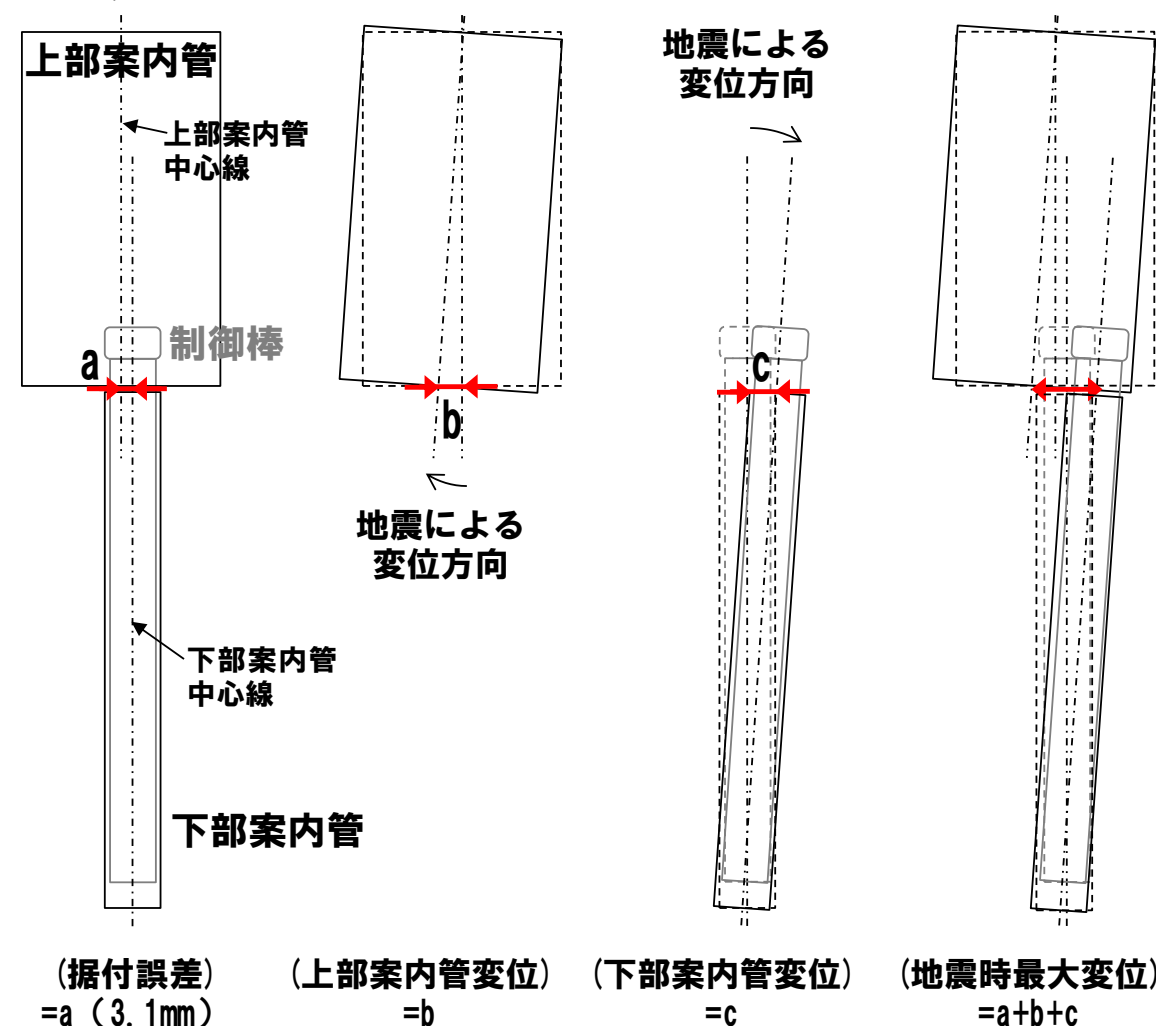 上部案内管
上部案内管
中心線
制御棒
a
下部案内管
中心線
下部案内管
(据付誤差)
=a（3.1mm）
b
地震による
変位方向
(上部案内管変位)
=b
地震による
変位方向
c
(下部案内管変位)
=c
(地震時最大変位)
=a+b+c